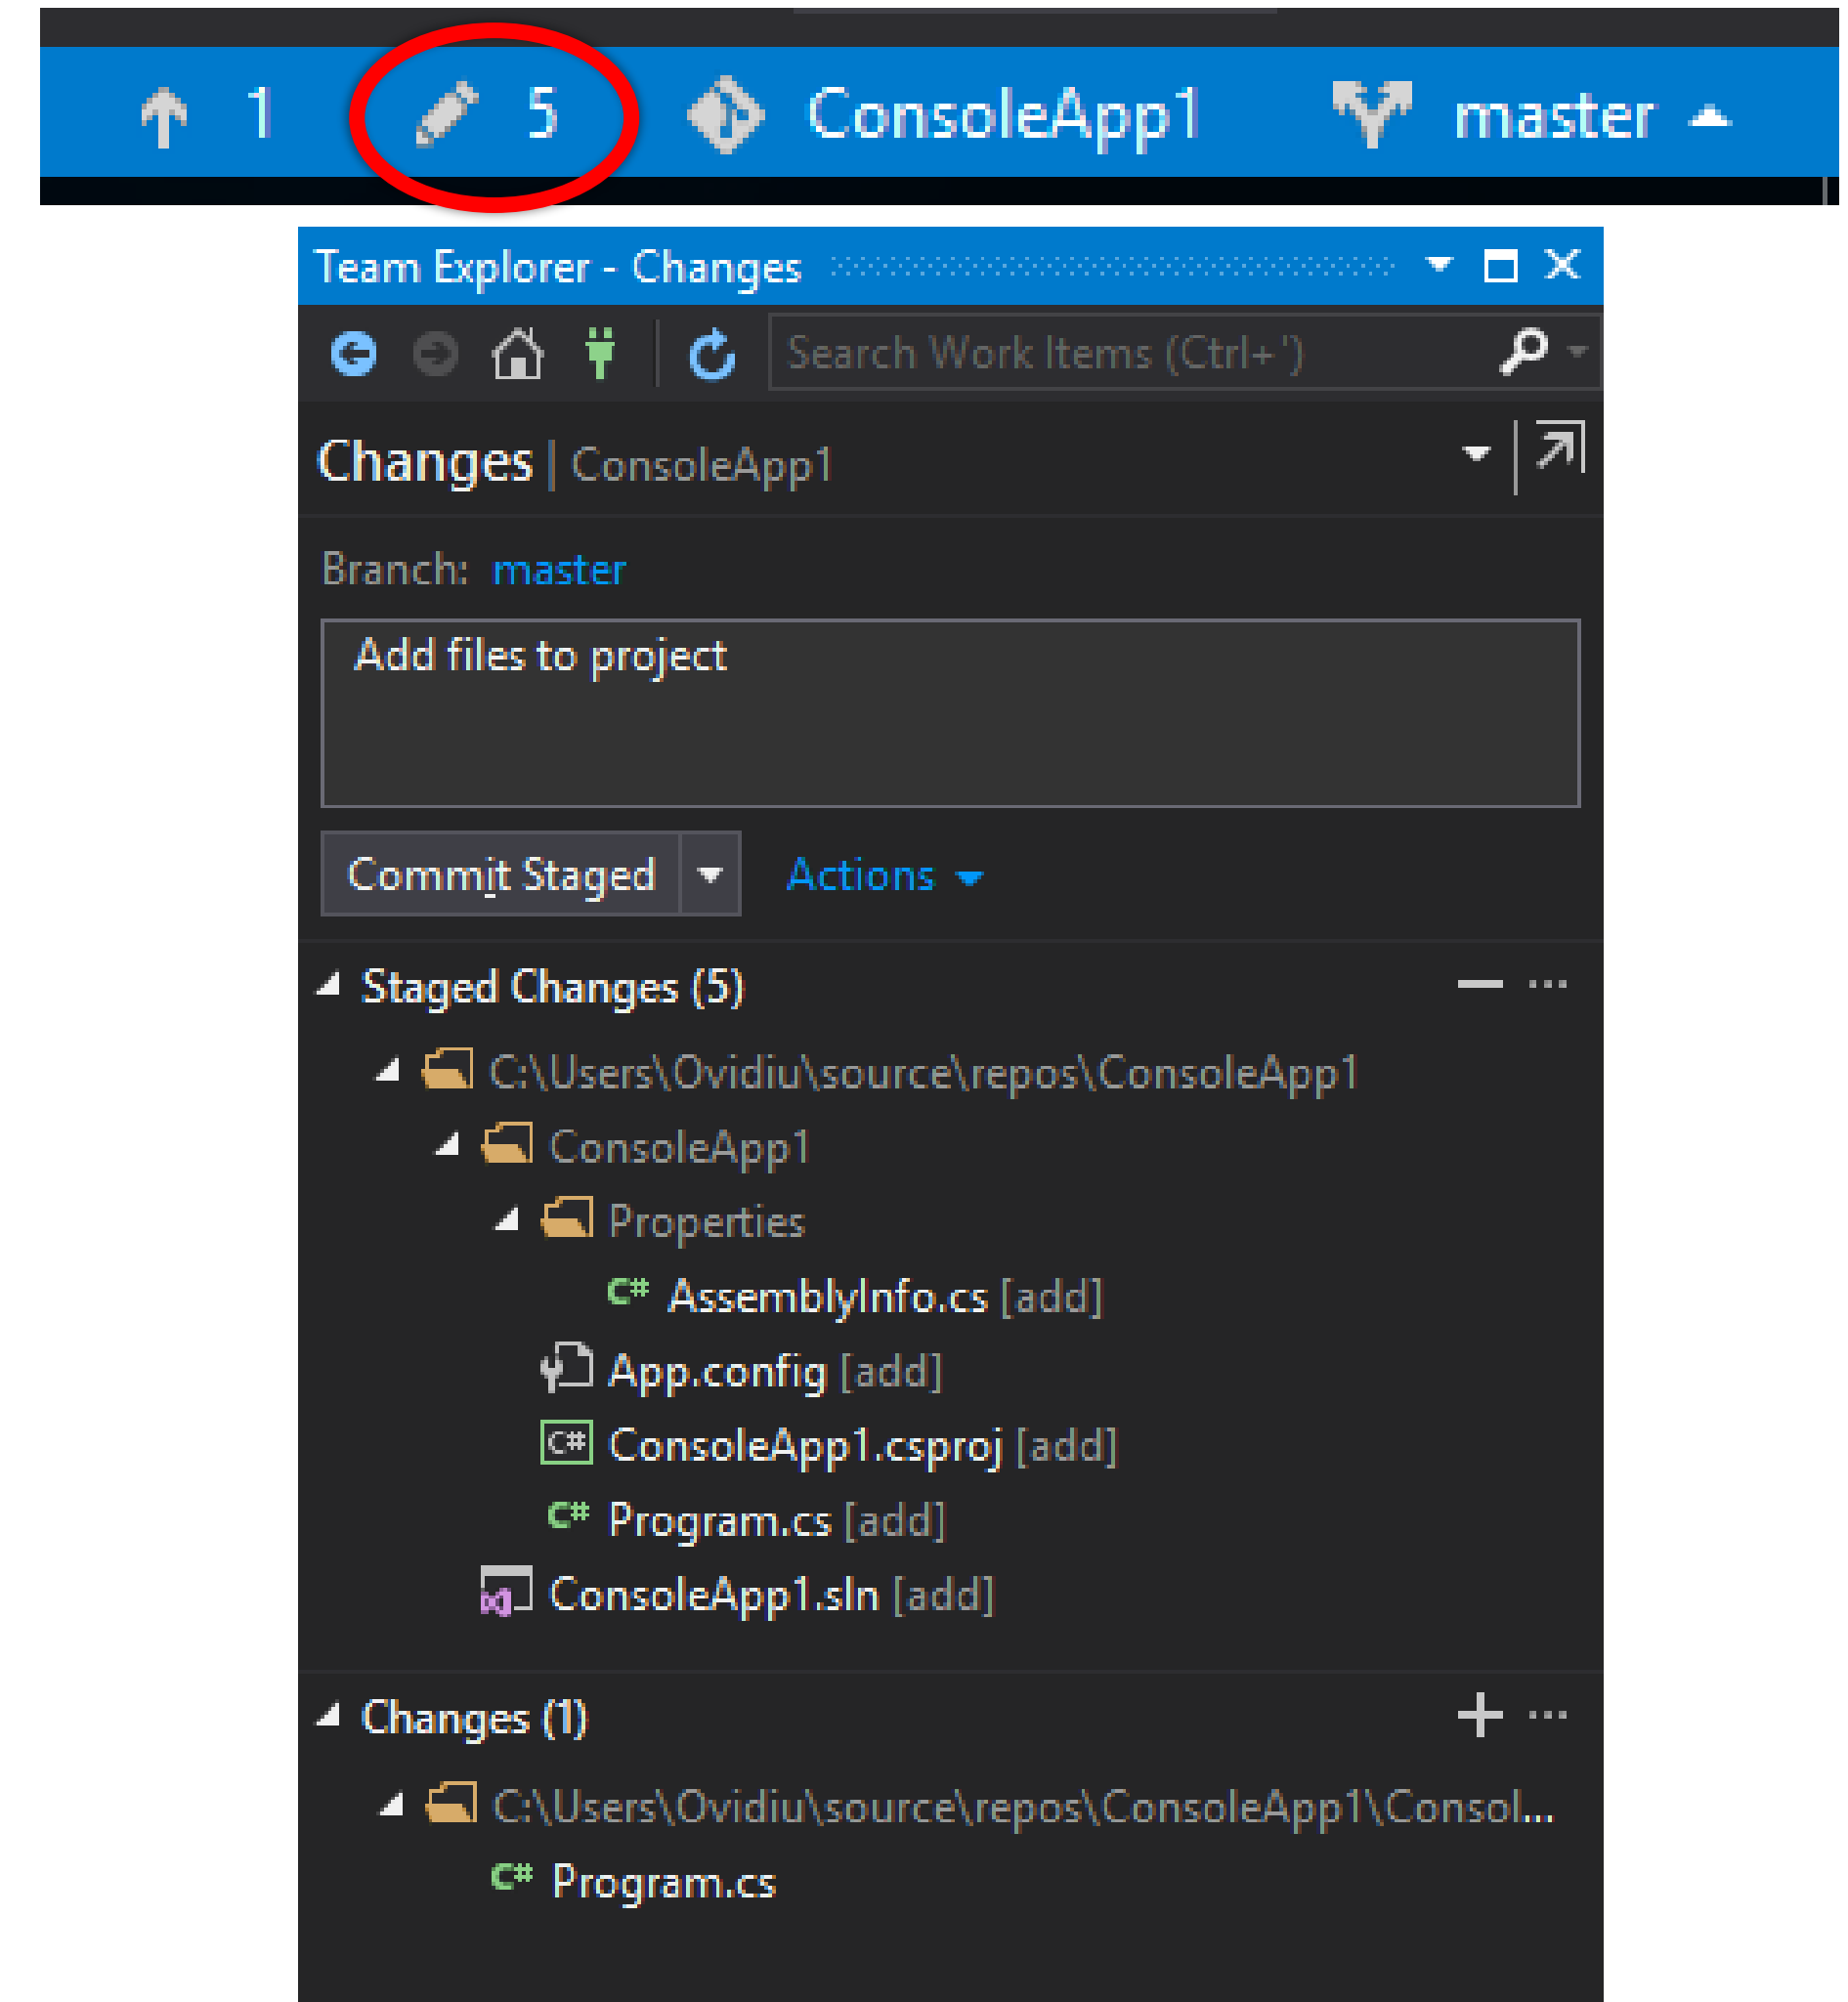 1 5 ConsoleApp1 master
Team Explorer - Changes
Search Work Items (Ctrl+')
Changes | ConsoleApp1
Branch: master
Add files to project
Commit Staged Actions
Staged Changes (5)
C:\Users\Ovidiu\source\repos\ConsoleApp1
ConsoleApp1
Properties
C# AssemblyInfo.cs [add]
App.config [add]
C# ConsoleApp1.csproj [add]
C# Program.cs [add]
ConsoleApp1.sln [add]
Changes (1)
C:\Users\Ovidiu\source\repos\ConsoleApp1\Consol...
C# Program.cs